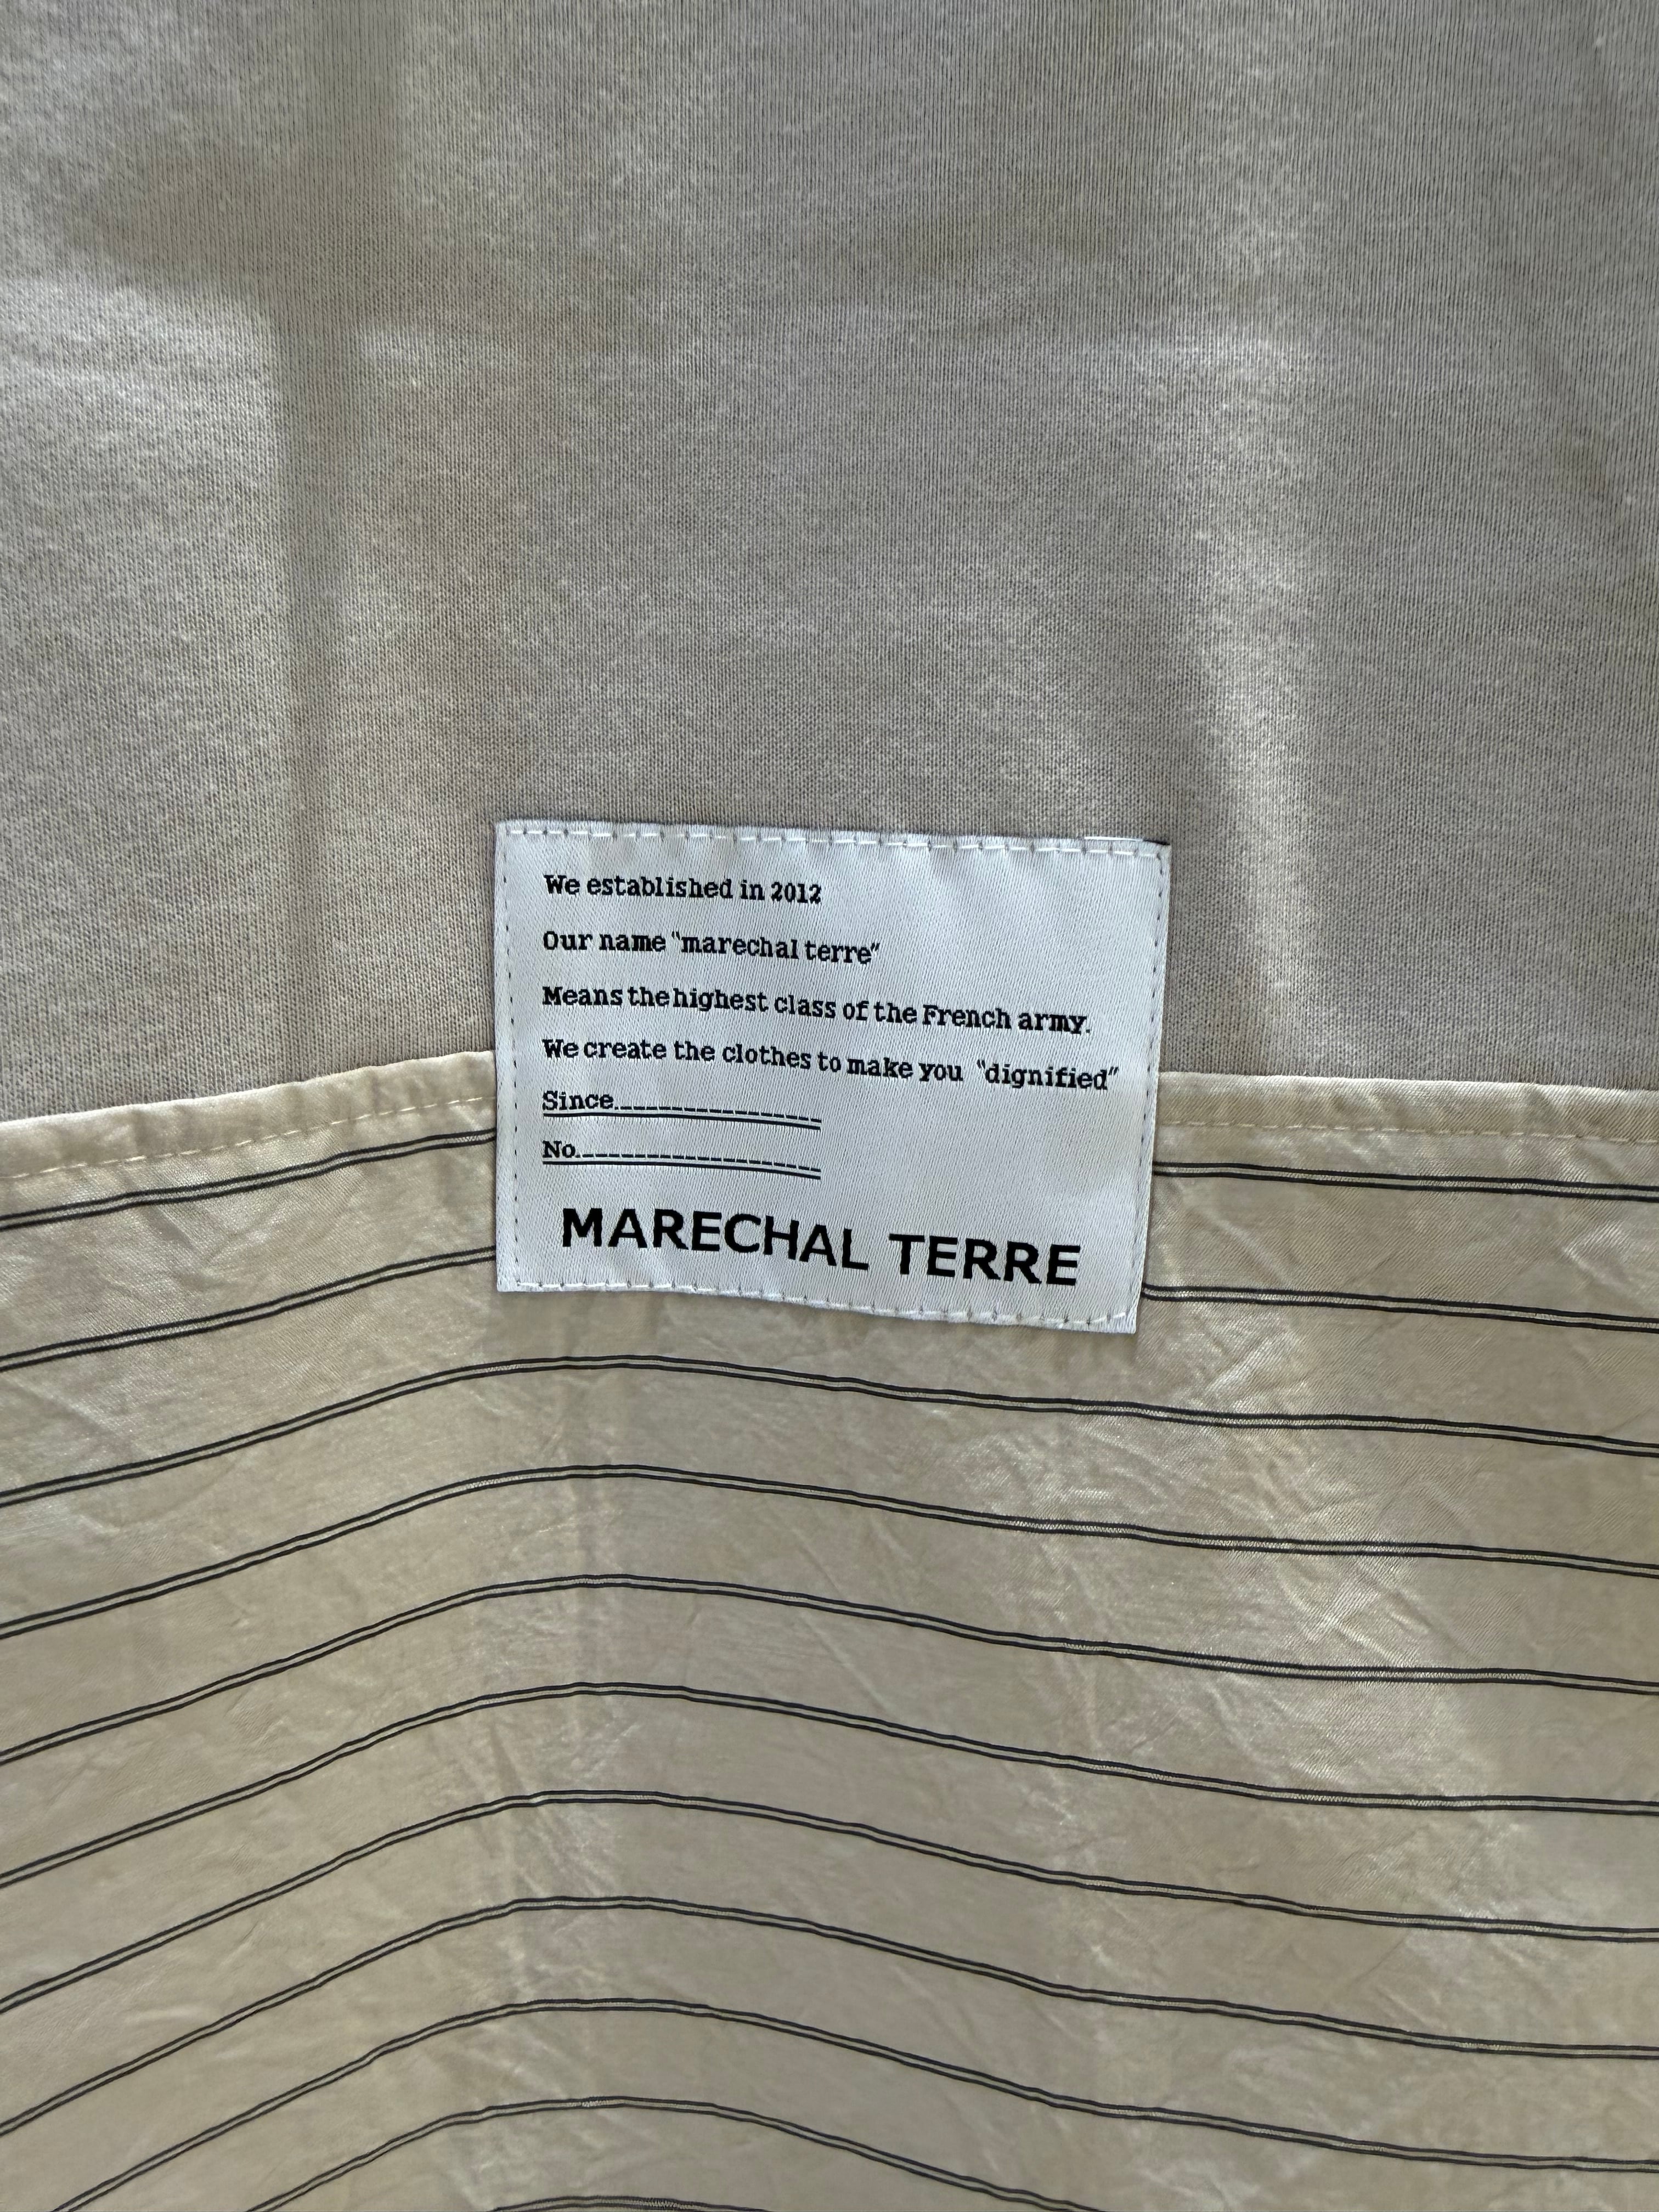 We established in 2012
Our name "marechal terre"
Means the highest class of the French army.
We create the clothes to make you "dignified"
Since.
No.
MARECHAL TERRE